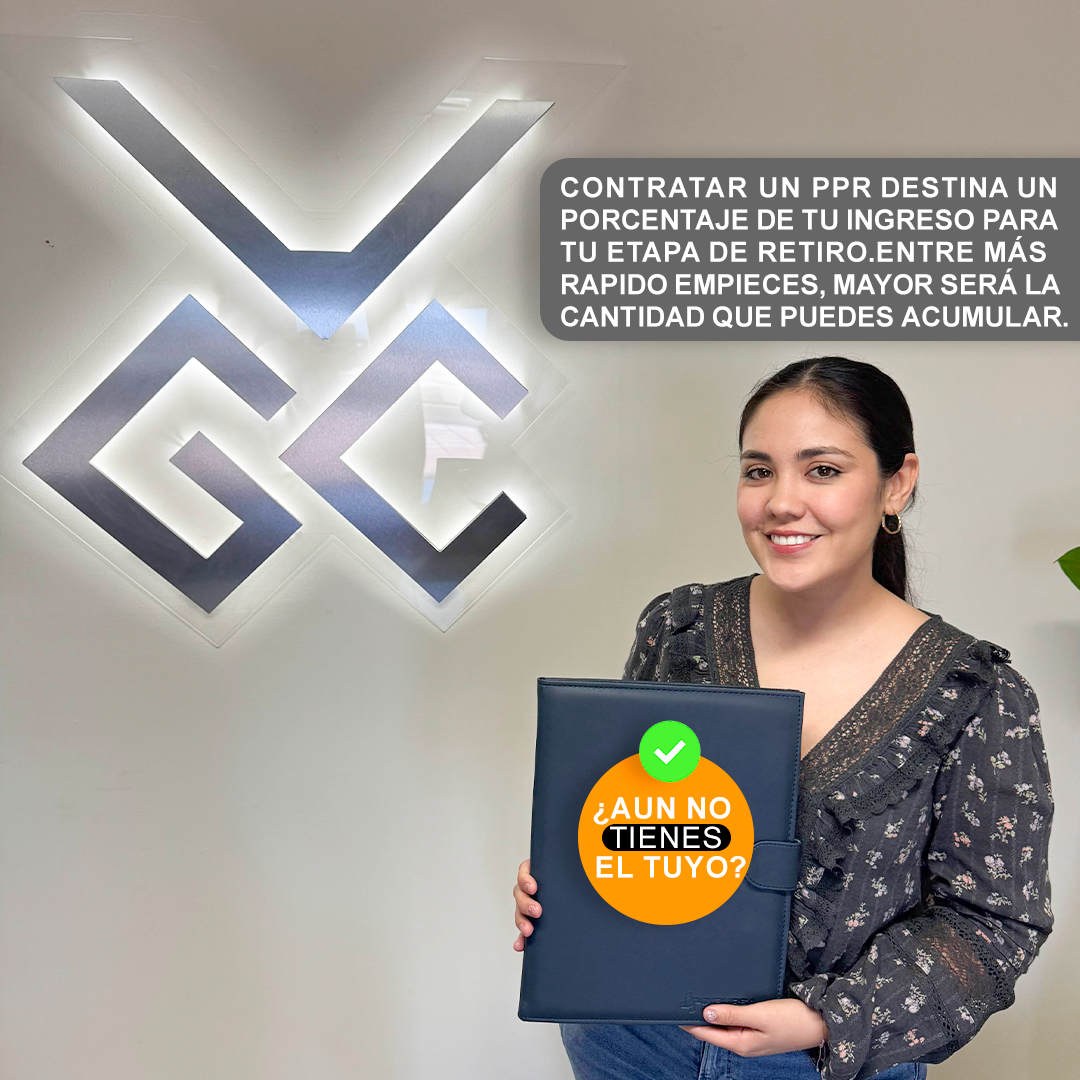 GC
CONTRATAR UN PPR DESTINA UN
PORCENTAJE DE TU INGRESO PARA
TU ETAPA DE RETIRO.ENTRE MÁS
RAPIDO EMPIECES, MAYOR SERÁ LA
CANTIDAD QUE PUEDES ACUMULAR.
¿AUN NO
TIENES
EL TUYO?